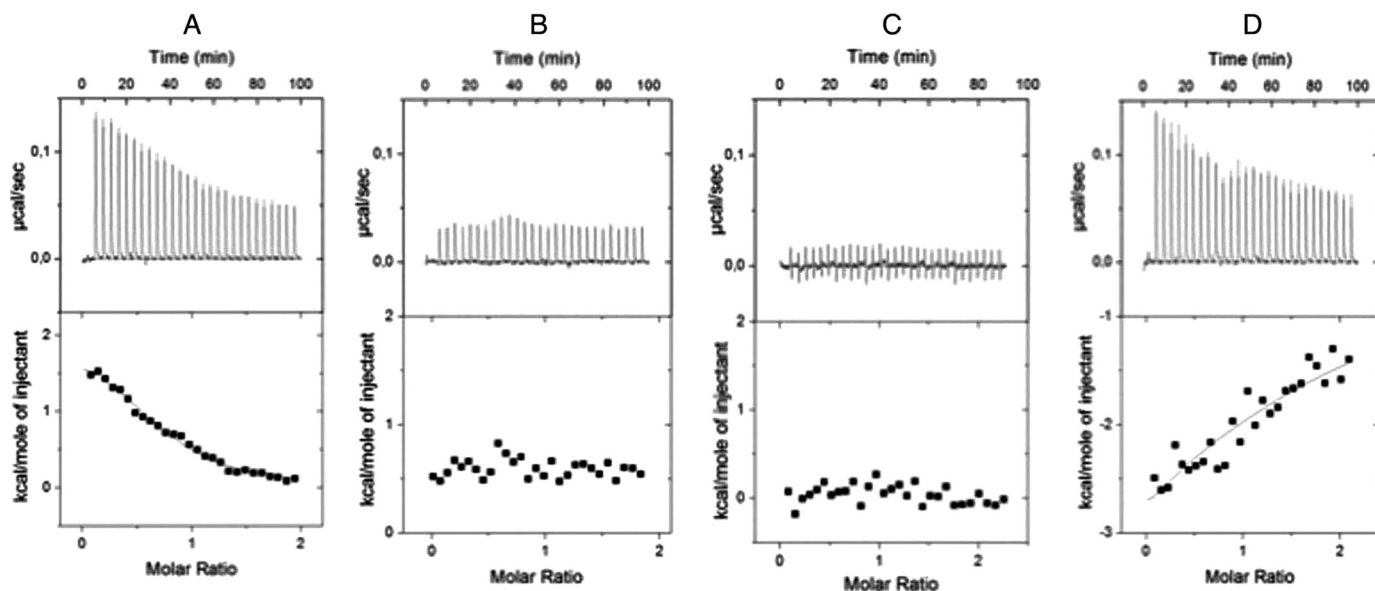 A
Time (min)
0 20 40 60 80 100
0,1
0,0
µcal/sec
2
1
0
kcal/mole of injectant
0 1 2
Molar Ratio
B
Time (min)
0 20 40 60 80 100
0,1
0,0
µcal/sec
2
1
0
kcal/mole of injectant
0 1 2
Molar Ratio
C
Time (min)
0 10 20 30 40 50 60 70 80 90
0,1
0,0
µcal/sec
2
1
0
kcal/mole of injectant
0 1 2
Molar Ratio
D
Time (min)
0 20 40 60 80 100
0,1
0,0
µcal/sec
-1
-2
-3
kcal/mole of injectant
0 1 2
Molar Ratio